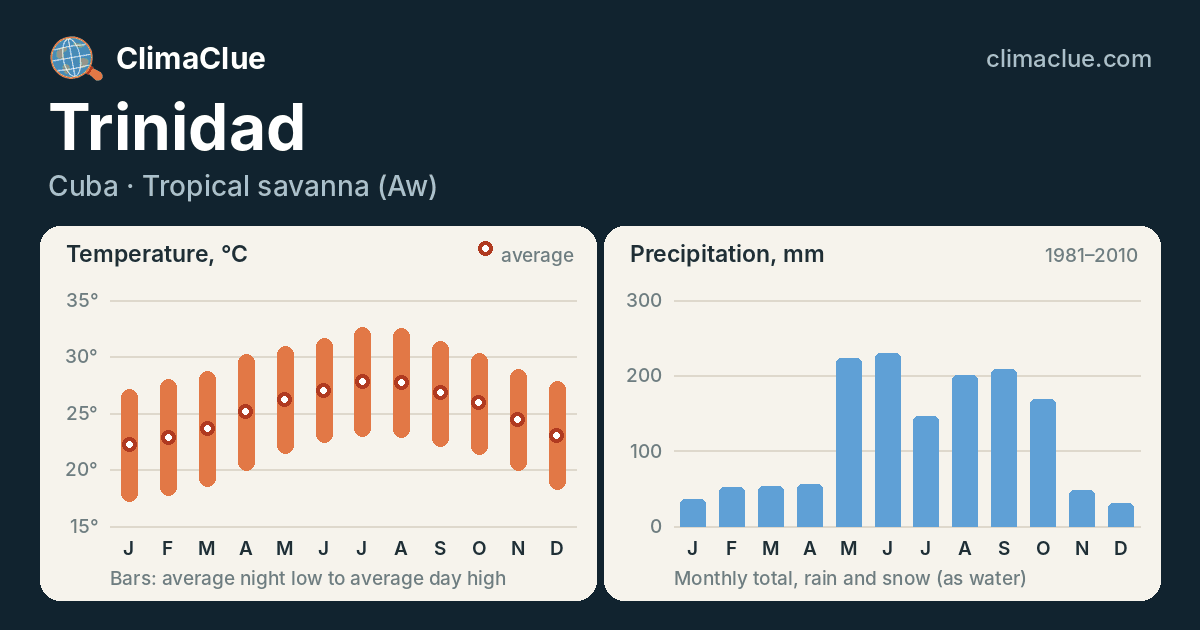 ClimaClue
climaclue.com
Trinidad
Cuba · Tropical savanna (Aw)
Temperature, °C
average
35°
30°
25°
20°
15°
J F M A M J J A S O N D
Bars: average night low to average day high
Precipitation, mm
1981–2010
300
200
100
0
J F M A M J J A S O N D
Monthly total, rain and snow (as water)